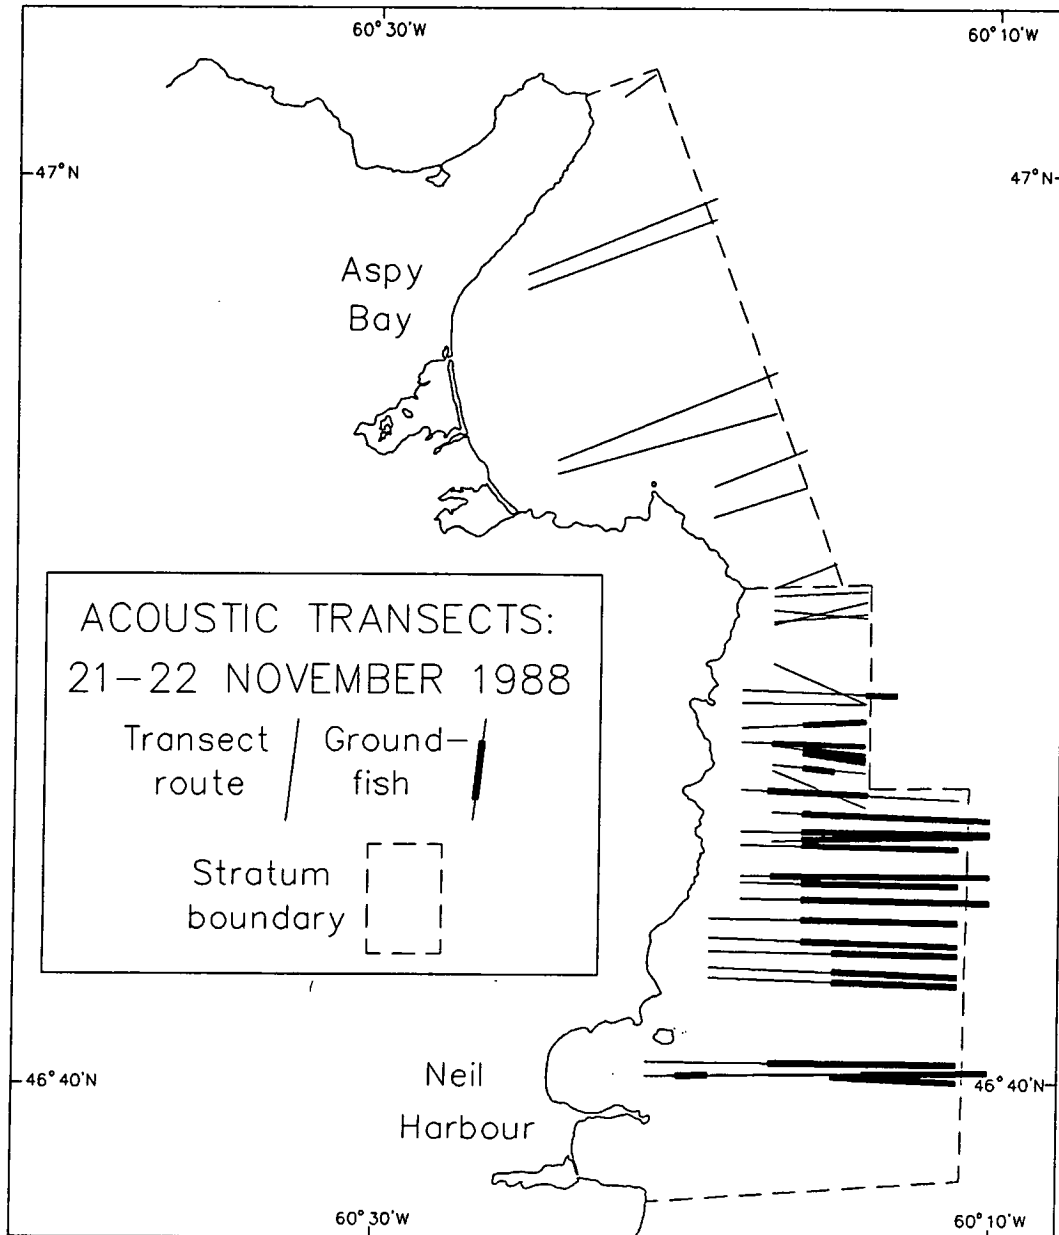 60°30'W
60°10'W
47°N
47°N
Aspy
Bay
ACOUSTIC TRANSECTS:
21-22 NOVEMBER 1988
Transect
route
Ground-
fish
Stratum
boundary
Neil
Harbour
46°40'N
46°40'N
60°30'W
60°10'W